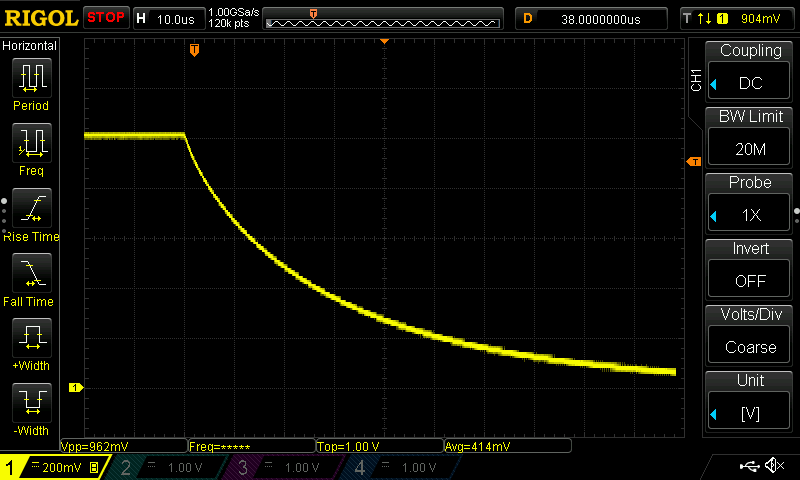 RIGOL STOP H 10.0us 1.00GSa/s D 38.0000000us T 1 904mV
120k pts
Horizontal
Period
Freq
Rise Time
Fall Time
+Width
-Width
T
T
1
CH1
Coupling
DC
BW Limit
20M
Probe
1X
Invert
OFF
Volts/Div
Coarse
Unit
[V]
Vpp=962mV Freq=***** Top=1.00 V Avg=414mV
1 200mV B 2 1.00 V 3 1.00 V 4 1.00 V